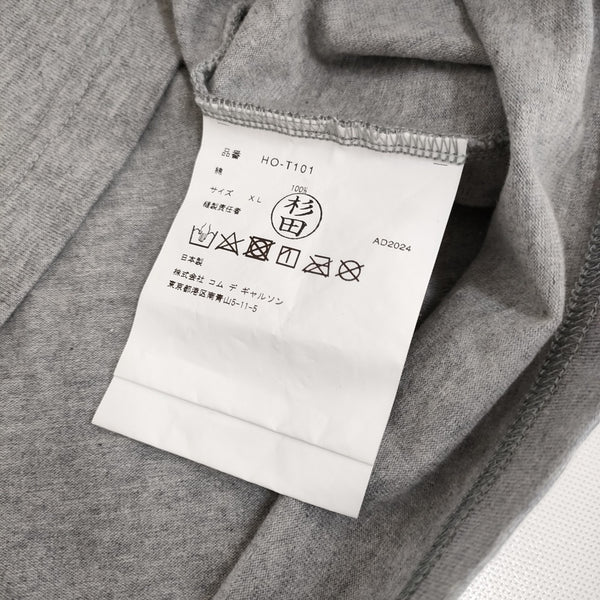 品番 HO-T101
綿 100%
サイズ XL
縫製責任者 杉田
AD2024
日本製
株式会社 コム デ ギャルソン
東京都港区南青山5-11-5